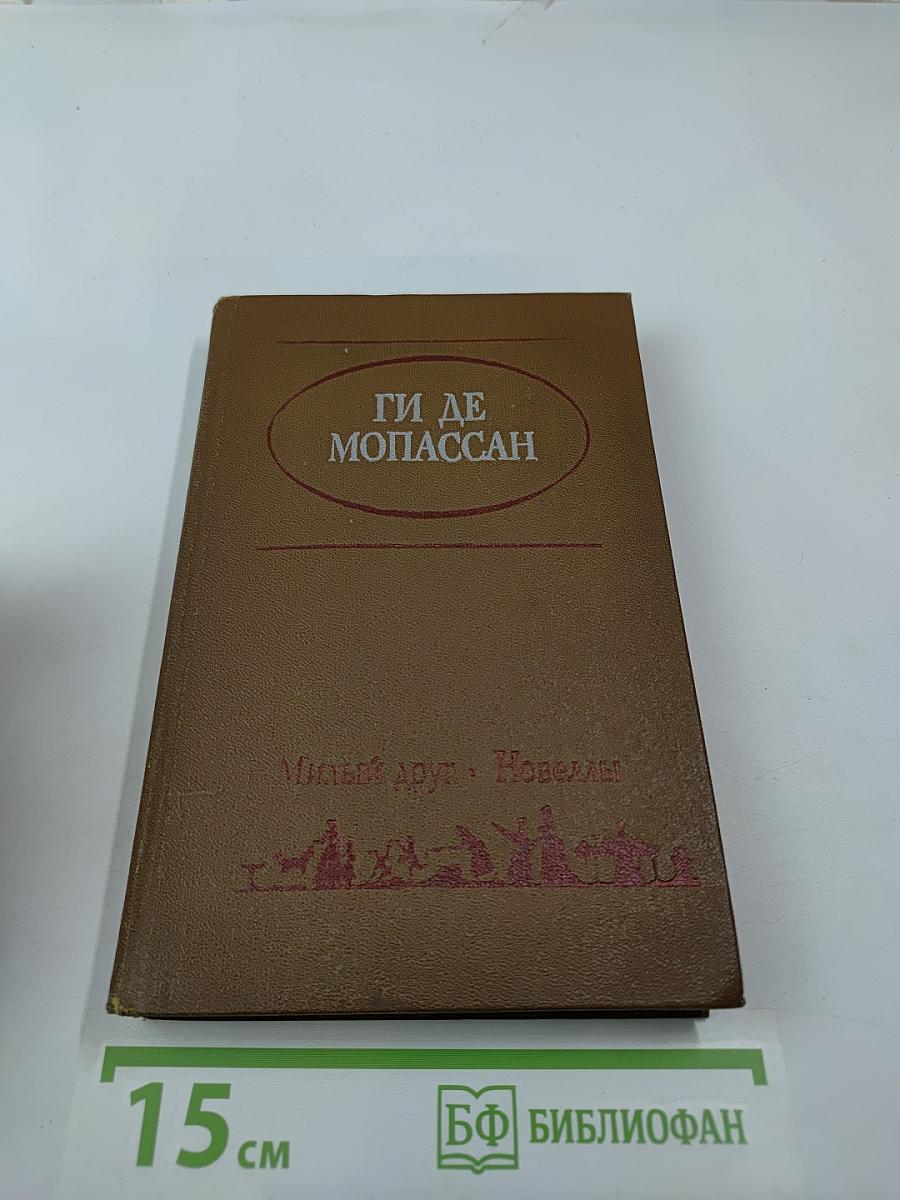 ГИ ДЕ
МОПАССАН
Милый друг • Новеллы
15 см
БФ БИБЛИОФАН